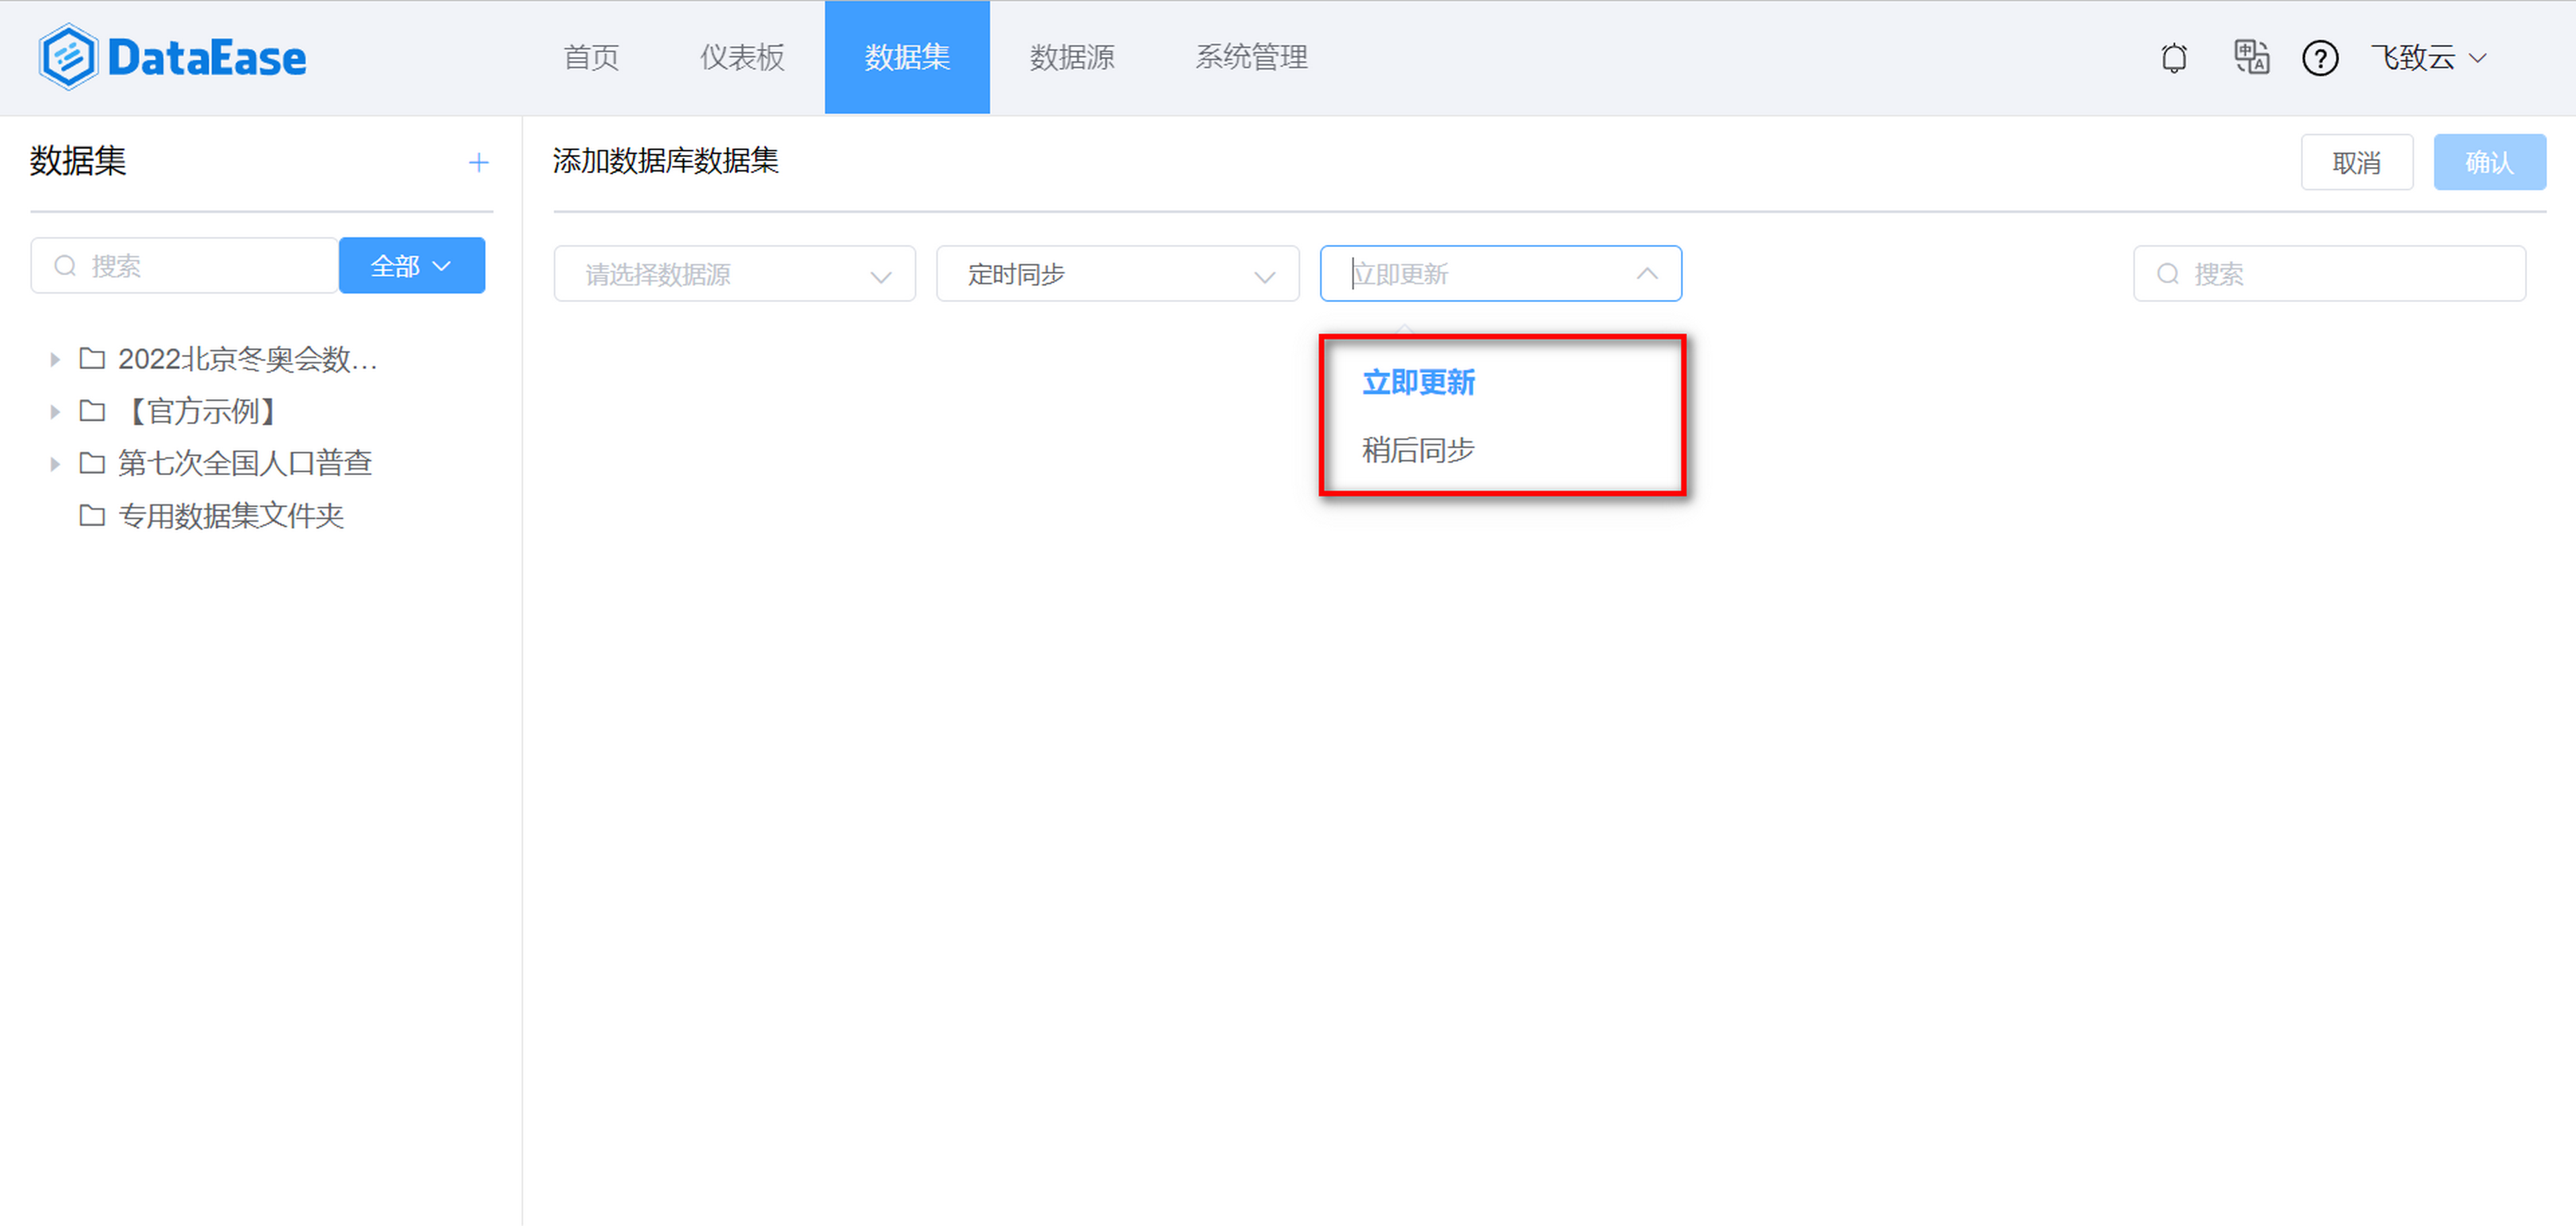 DataEase
首页 仪表板 数据集 数据源 系统管理
飞致云
数据集
添加数据库数据集
取消 确认
搜索 全部
请选择数据源 定时同步 立即更新 搜索
立即更新
稍后同步
2022北京冬奥会数...
【官方示例】
第七次全国人口普查
专用数据集文件夹